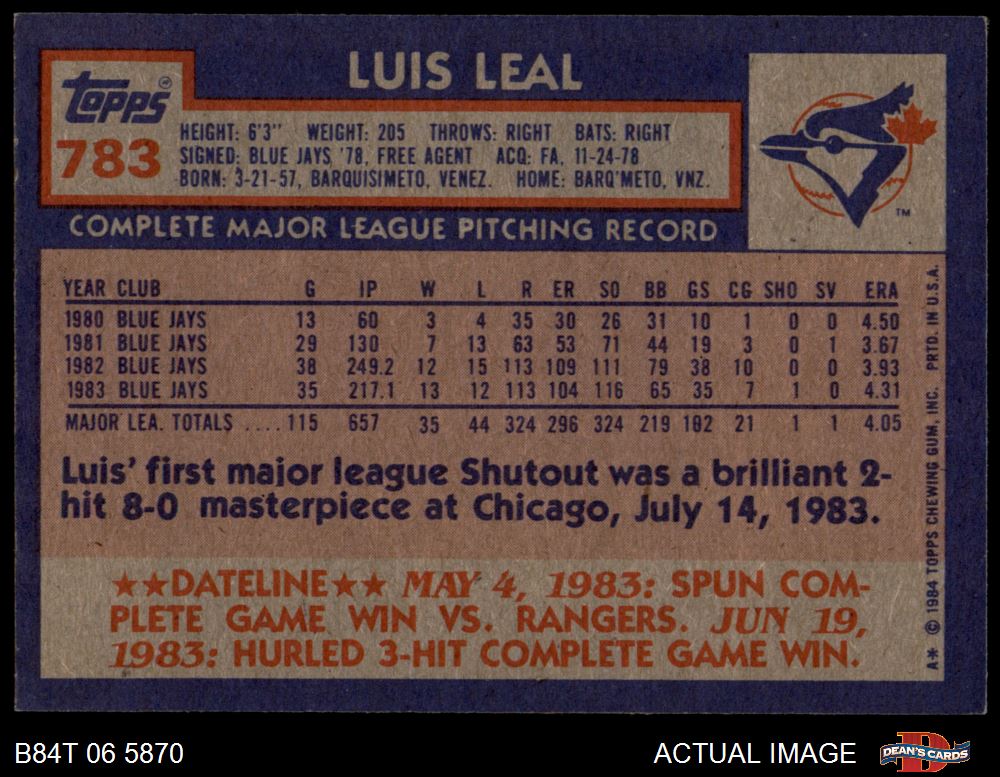 LUIS LEAL
Topps
783
HEIGHT: 6'3" WEIGHT: 205 THROWS: RIGHT BATS: RIGHT
SIGNED: BLUE JAYS '78, FREE AGENT ACQ: FA, 11-24-78
BORN: 3-21-57, BARQUISIMETO, VENEZ. HOME: BARQ'METO, VNZ.
TM
COMPLETE MAJOR LEAGUE PITCHING RECORD
YEAR CLUB G IP W L R ER SO BB GS CG SHO SV ERA
1980 BLUE JAYS 13 60 3 4 35 30 26 31 10 1 0 0 4.50
1981 BLUE JAYS 29 130 7 13 63 53 71 44 19 3 0 1 3.67
1982 BLUE JAYS 38 249.2 12 15 113 109 111 79 38 10 0 0 3.93
1983 BLUE JAYS 35 217.1 13 12 113 104 116 65 35 7 1 0 4.31
MAJOR LEA. TOTALS .... 115 657 35 44 324 296 324 219 102 21 1 1 4.05
Luis' first major league Shutout was a brilliant 2-
hit 8-0 masterpiece at Chicago, July 14, 1983.
★★DATELINE★★ MAY 4, 1983: SPUN COM-
PLETE GAME WIN VS. RANGERS. JUN 19,
1983: HURLED 3-HIT COMPLETE GAME WIN.
A* © 1984 TOPPS CHEWING GUM, INC. PRTD. IN U.S.A.
B84T 06 5870
ACTUAL IMAGE
DEAN'S CARDS